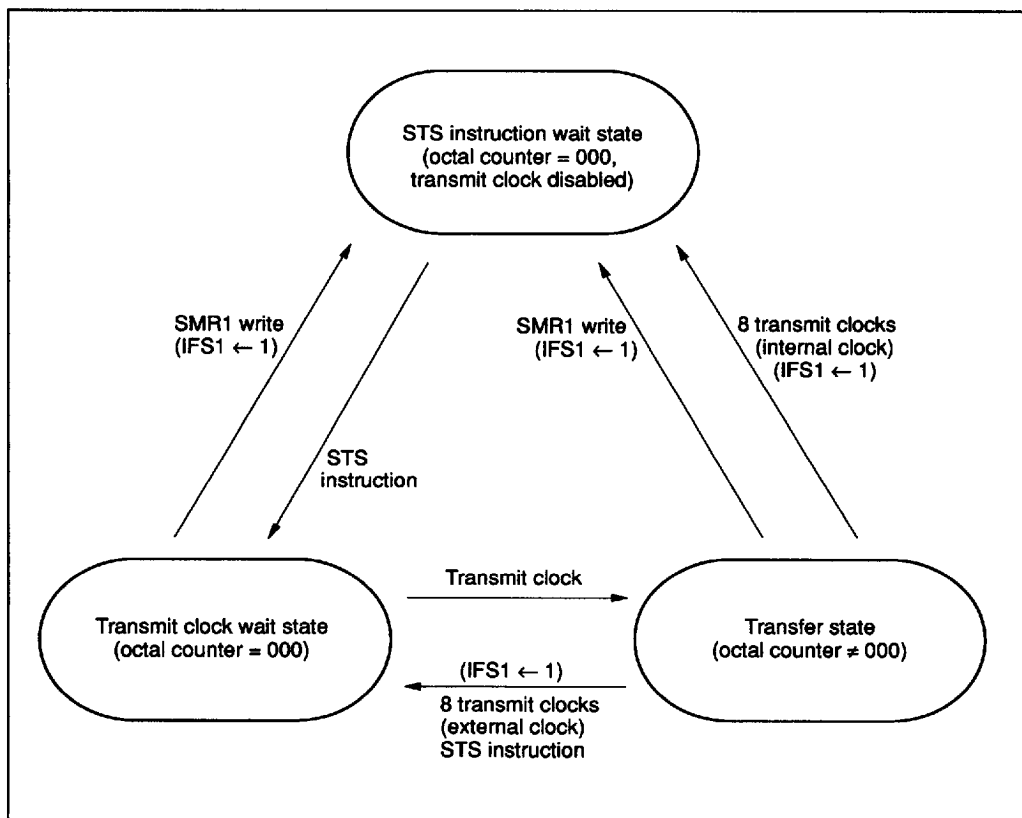 STS instruction wait state
(octal counter = 000,
transmit clock disabled)
SMR1 write
(IFS1 ← 1)
STS
instruction
SMR1 write
(IFS1 ← 1)
8 transmit clocks
(internal clock)
(IFS1 ← 1)
Transmit clock wait state
(octal counter = 000)
Transmit clock
(IFS1 ← 1)
8 transmit clocks
(external clock)
STS instruction
Transfer state
(octal counter ≠ 000)